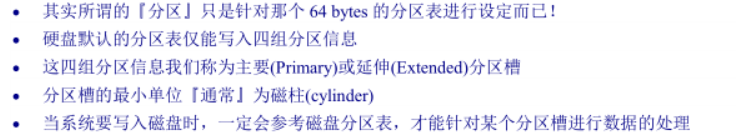 • 其实所谓的『分区』只是针对那个 64 bytes 的分区表进行设定而已！
• 硬盘默认的分区表仅能写入四组分区信息
• 这四组分区信息我们称为主要(Primary)或延伸(Extended)分区槽
• 分区槽的最小单位『通常』为磁柱(cylinder)
• 当系统要写入磁盘时，一定会参考磁盘分区表，才能针对某个分区槽进行数据的处理